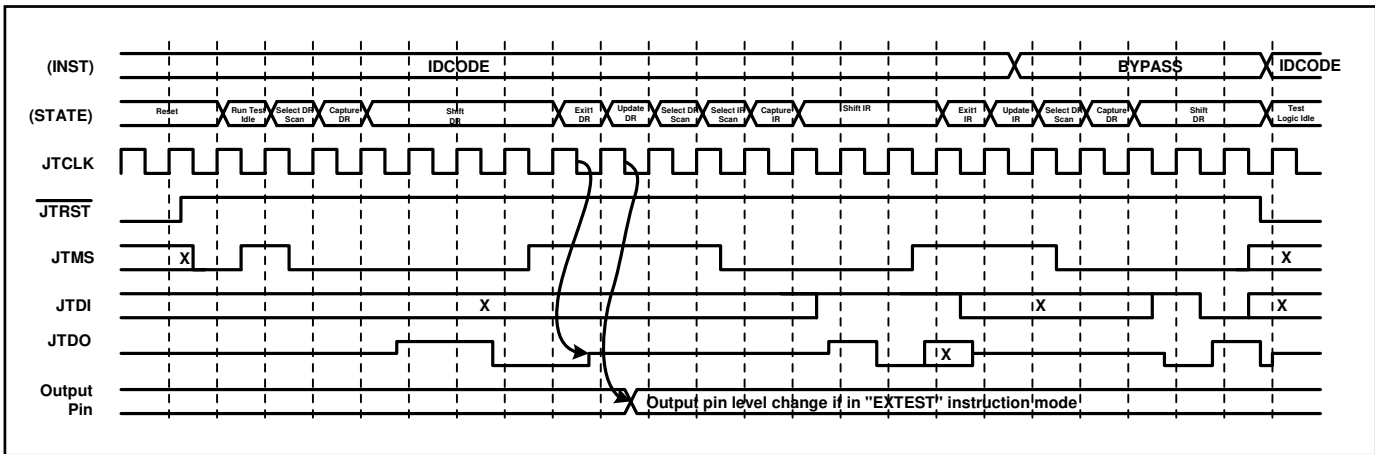 (INST)
IDCODE
BYPASS
IDCODE
(STATE)
Reset
Run Test
Idle
Select DR
Scan
Capture
DR
Shift
DR
Exit1
DR
Update
DR
Select DR
Scan
Select IR
Scan
Capture
IR
Shift IR
Exit1
IR
Update
IR
Select DR
Scan
Capture
DR
Shift
DR
Test
Logic Idle
JTCLK
JTRST
JTMS
X
X
JTDI
X
X
X
JTDO
X
Output
Pin
Output pin level change if in "EXTEST" instruction mode